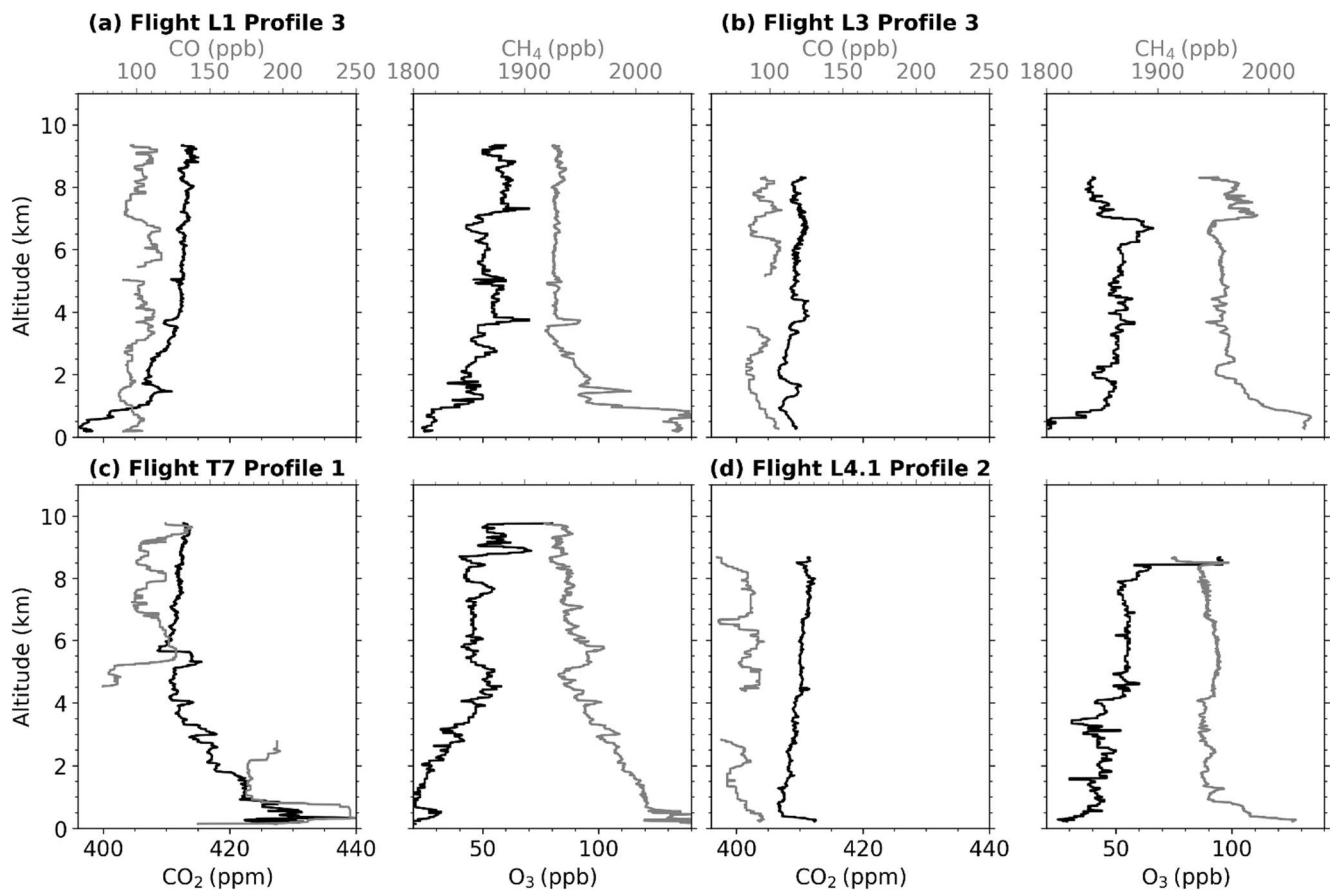 (a) Flight L1 Profile 3
(b) Flight L3 Profile 3
CO (ppb)
CH₄ (ppb)
CO (ppb)
CH₄ (ppb)
100 150 200 250 1800 1900 2000
100 150 200 250 1800 1900 2000
10
8
6
4
2
0
Altitude (km)
(c) Flight T7 Profile 1
(d) Flight L4.1 Profile 2
10
8
6
4
2
0
Altitude (km)
400 420 440
50 100
400 420 440
50 100
CO₂ (ppm)
O₃ (ppb)
CO₂ (ppm)
O₃ (ppb)